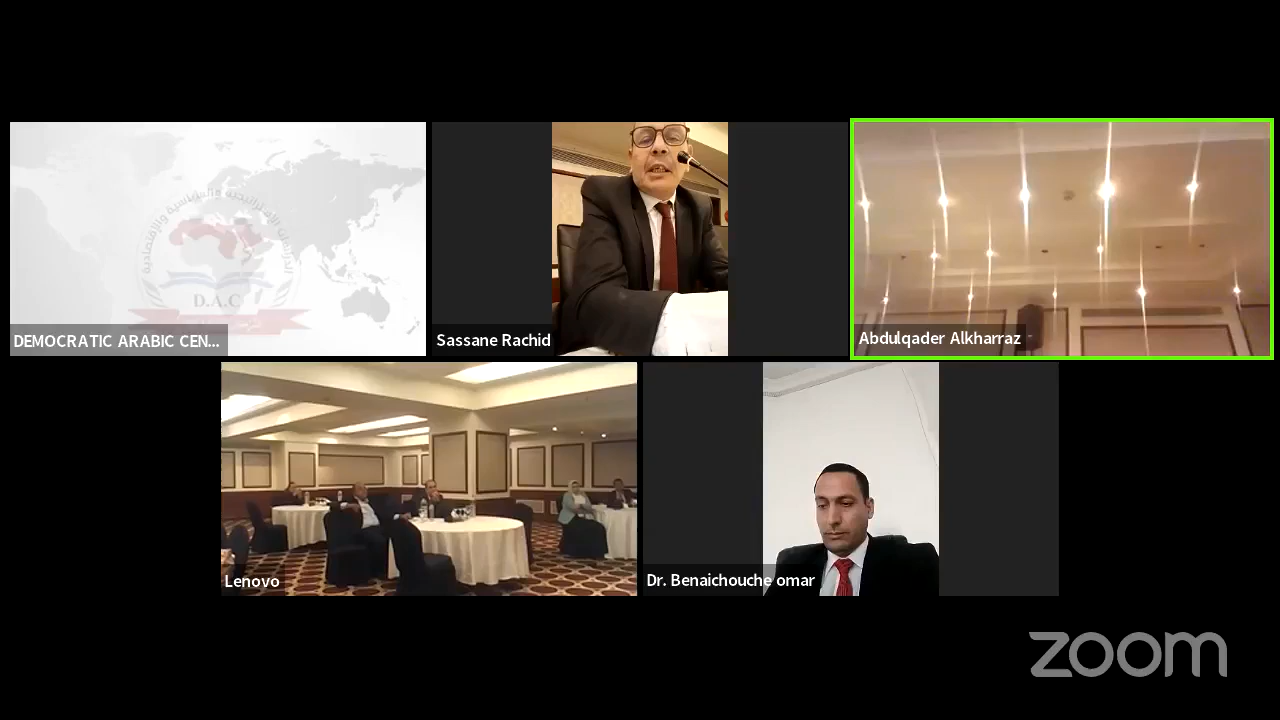 D.A.C
DEMOCRATIC ARABIC CEN...
Sassane Rachid
Abdulqader Alkharraz
Lenovo
Dr. Benaichouche omar
zoom